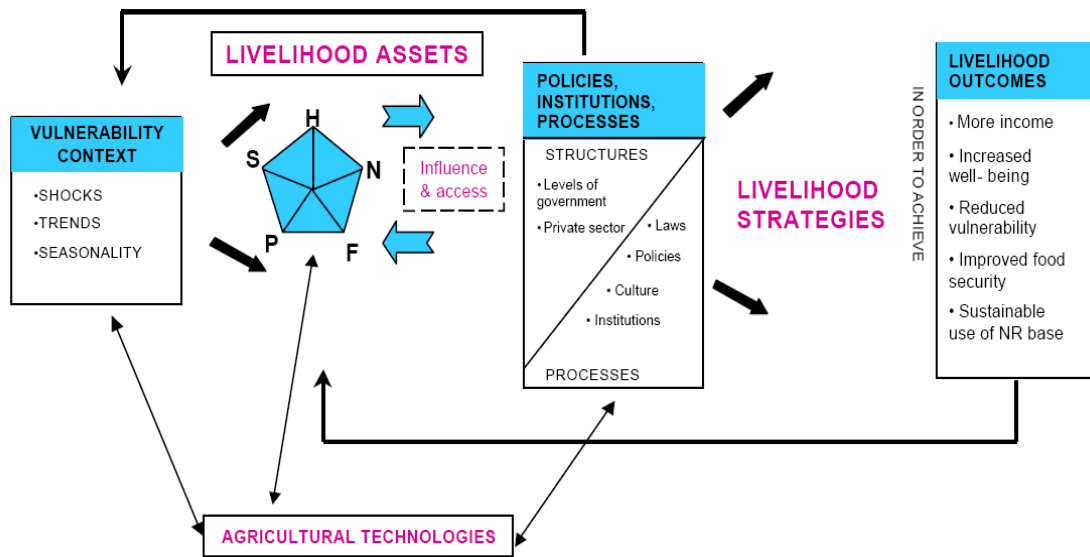 LIVELIHOOD ASSETS
VULNERABILITY
CONTEXT
•SHOCKS
•TRENDS
•SEASONALITY
H
S
N
P
F
Influence
& access
POLICIES,
INSTITUTIONS,
PROCESSES
STRUCTURES
• Levels of
government
• Private sector
• Laws
• Policies
• Culture
• Institutions
PROCESSES
LIVELIHOOD
STRATEGIES
IN ORDER TO ACHIEVE
LIVELIHOOD
OUTCOMES
• More income
• Increased
well- being
• Reduced
vulnerability
• Improved food
security
• Sustainable
use of NR base
AGRICULTURAL TECHNOLOGIES